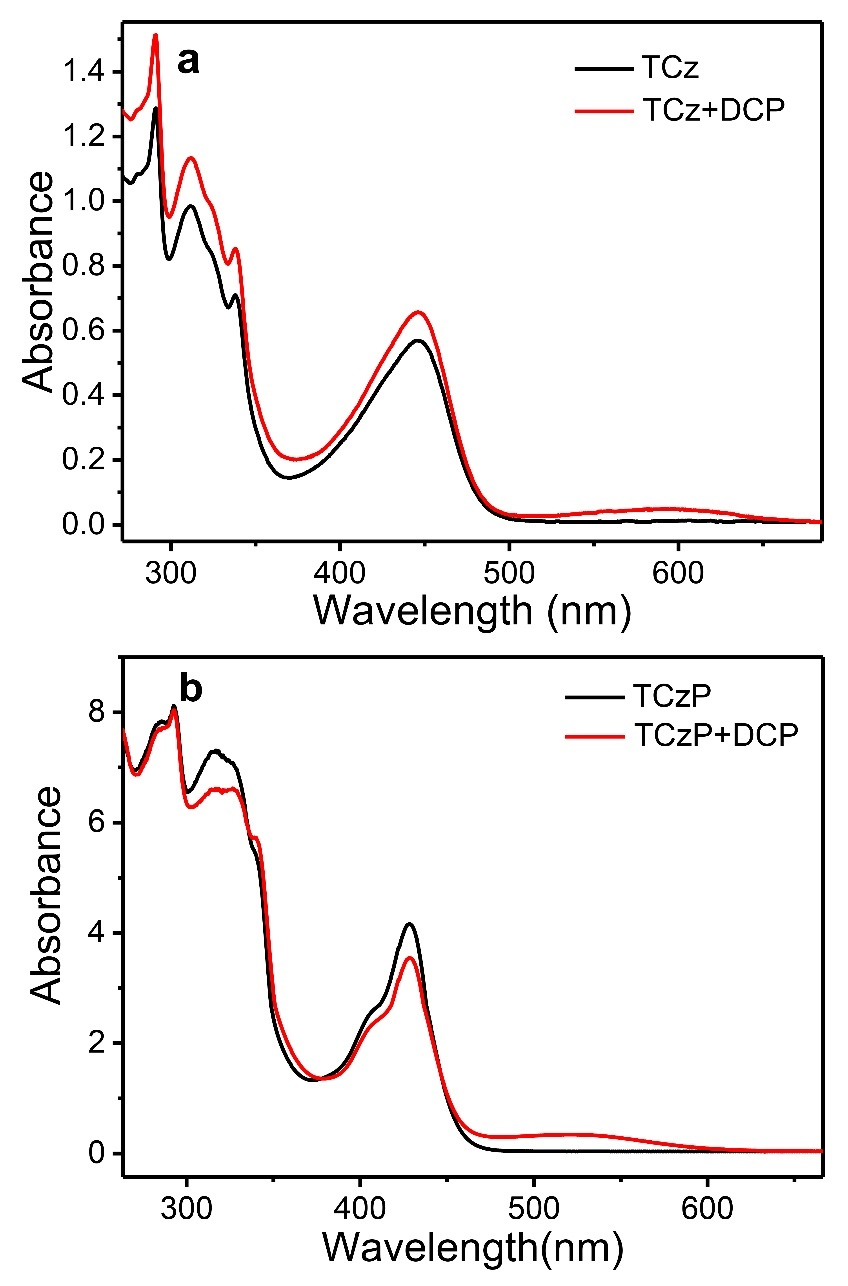 a
TCz
TCz+DCP
1.4
1.2
1.0
0.8
0.6
0.4
0.2
0.0
Absorbance
300 400 500 600
Wavelength (nm)
b
TCzP
TCzP+DCP
8
6
4
2
0
Absorbance
300 400 500 600
Wavelength(nm)